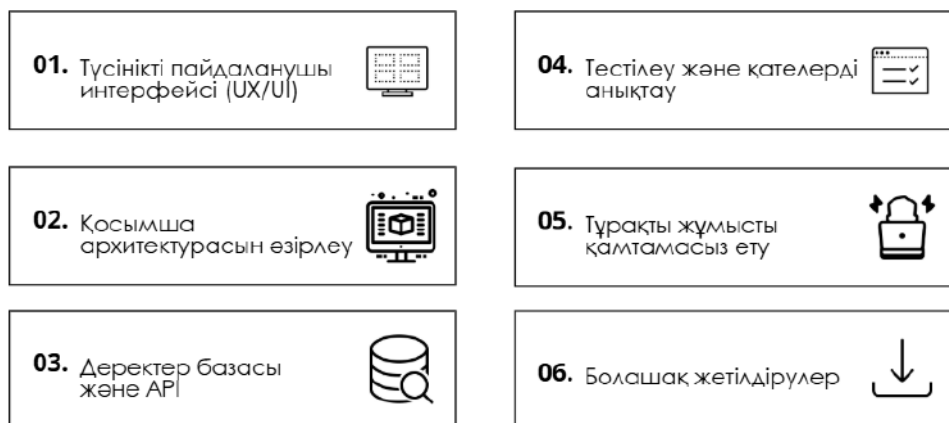 01. Түсінікті пайдаланушы
интерфейсі (UX/UI)
02. Қосымша
архитектурасын әзірлеу
03. Деректер базасы
және API
04. Тестілеу және қателерді
анықтау
05. Тұрақты жұмысты
қамтамасыз ету
06. Болашақ жетілдірулер